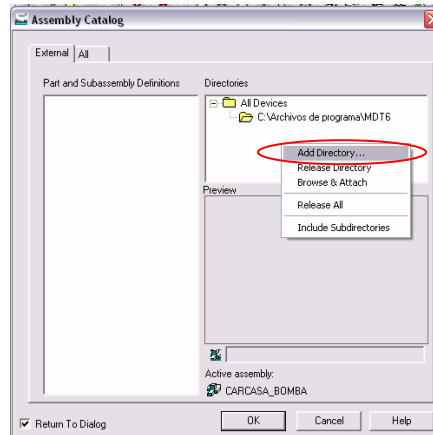 Assembly Catalog
External All
Part and Subassembly Definitions
Directories
All Devices
C:\Archivos de programa\MDT6
Add Directory...
Release Directory
Browse & Attach
Release All
Include Subdirectories
Preview
Active assembly:
CARCASA_BOMBA
Return To Dialog
OK Cancel Help